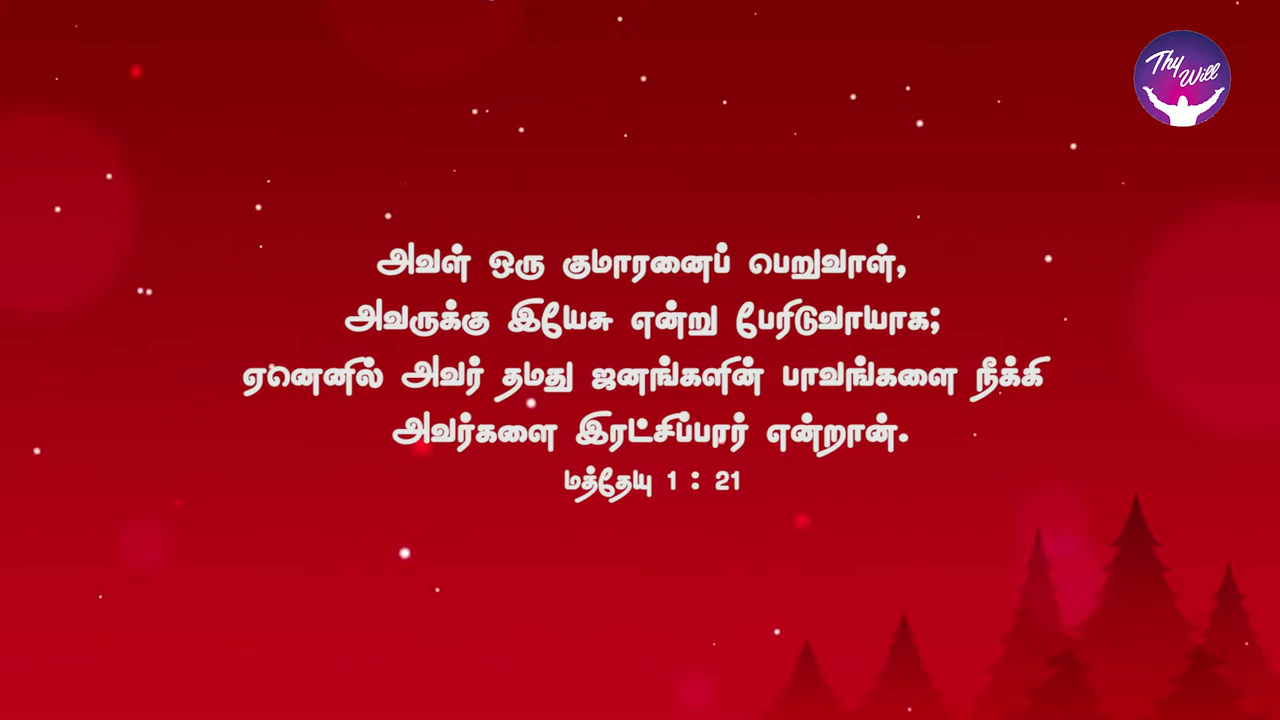 Thy Will
அவள் ஒரு குமாரனைப் பெறுவாள்,
அவருக்கு இயேசு என்று பேரிடுவாயாக;
ஏனெனில் அவர் தமது ஜனங்களின் பாவங்களை நீக்கி
அவர்களை இரட்சிப்பார் என்றான்.
மத்தேயு 1 : 21